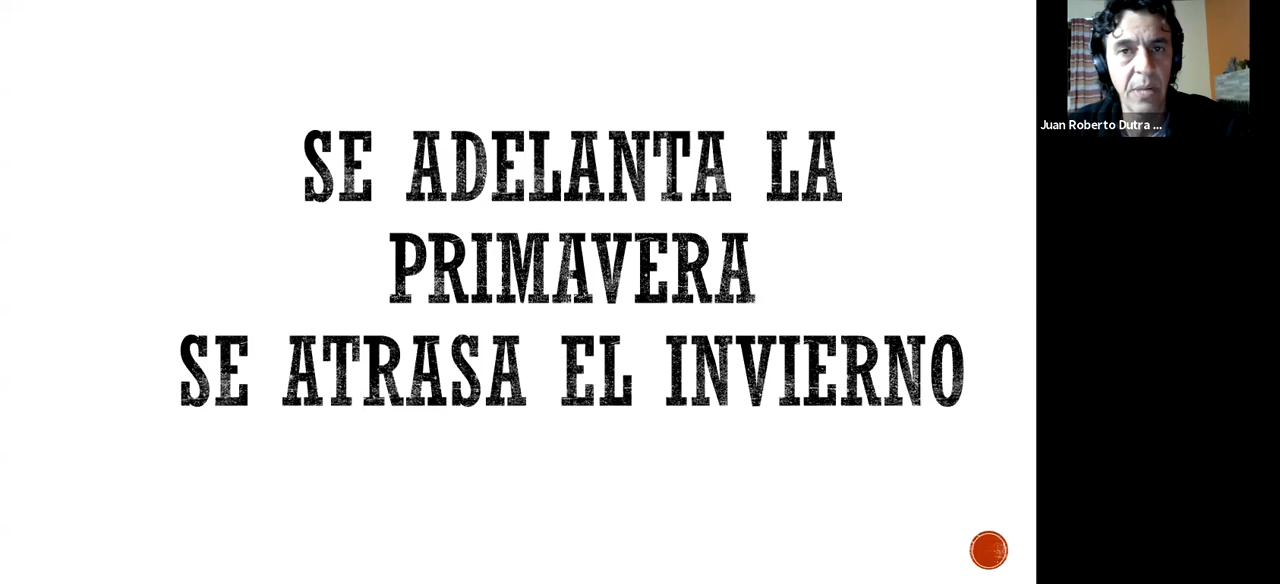 SE ADELANTA LA
PRIMAVERA
SE ATRASA EL INVIERNO
Juan Roberto Dutra ...